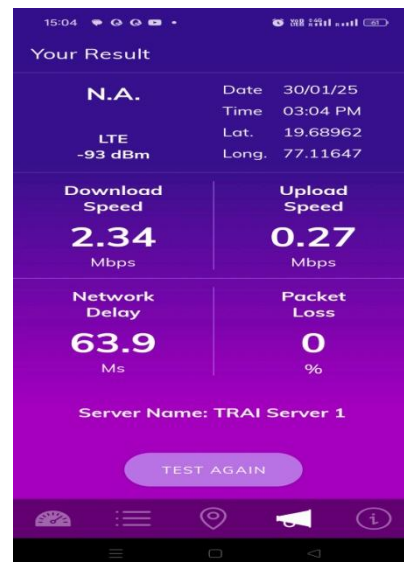 15:04
Your Result
N.A.
LTE
-93 dBm
Date 30/01/25
Time 03:04 PM
Lat. 19.68962
Long. 77.11647
Download
Speed
2.34
Mbps
Upload
Speed
0.27
Mbps
Network
Delay
63.9
Ms
Packet
Loss
0
%
Server Name: TRAI Server 1
TEST AGAIN